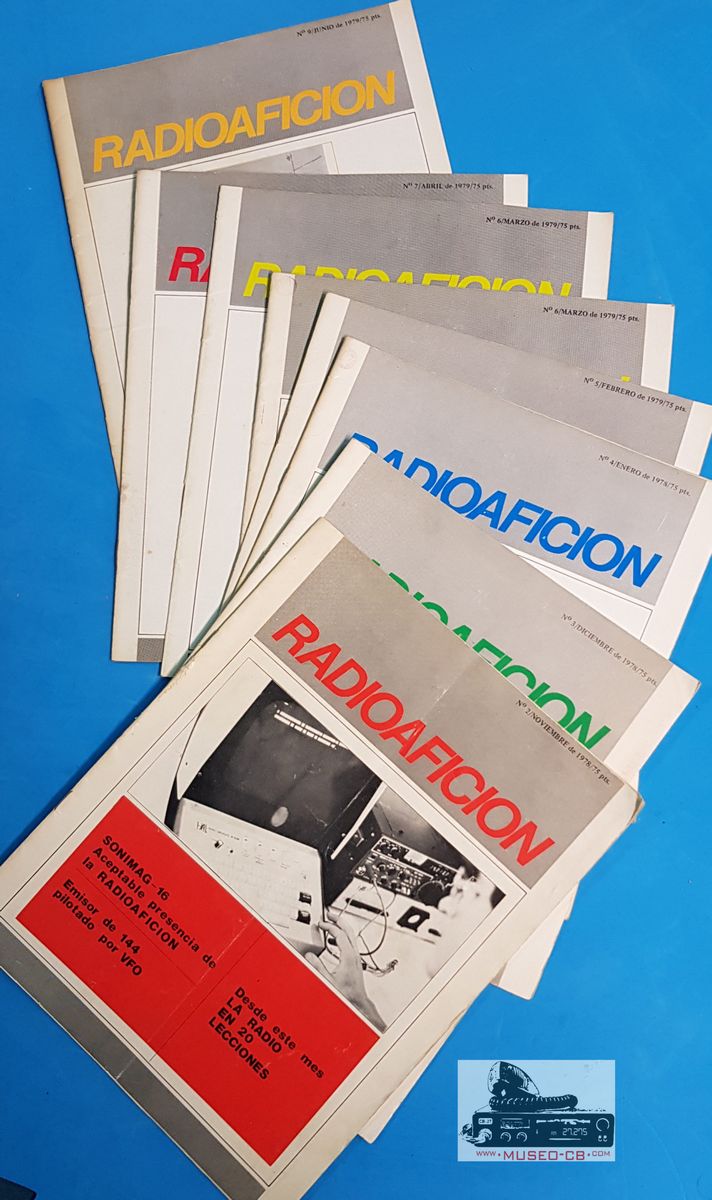 Nº 9/JUNIO de 1979/75 pts.
RADIOAFICION
Nº 7/ABRIL de 1979/75 pts.
RA
Nº 6/MARZO de 1979/75 pts.
RADIOAFICION
Nº 6/MARZO de 1979/75 pts.
Nº 5/FEBRERO de 1979/75 pts.
Nº 4/ENERO de 1978/75 pts.
RADIOAFICION
Nº 3/DICIEMBRE de 1978/75 pts.
RADIOAFICION
Nº 2/NOVIEMBRE de 1978/75 pts.
RADIOAFICION
SONIMAG 16
Aceptable presencia de
la RADIOAFICION
Emisor de 144
pilotado por VFO
Desde este mes
LA RADIO
EN 20
LECCIONES
27.275
www.MUSEO-CB.com